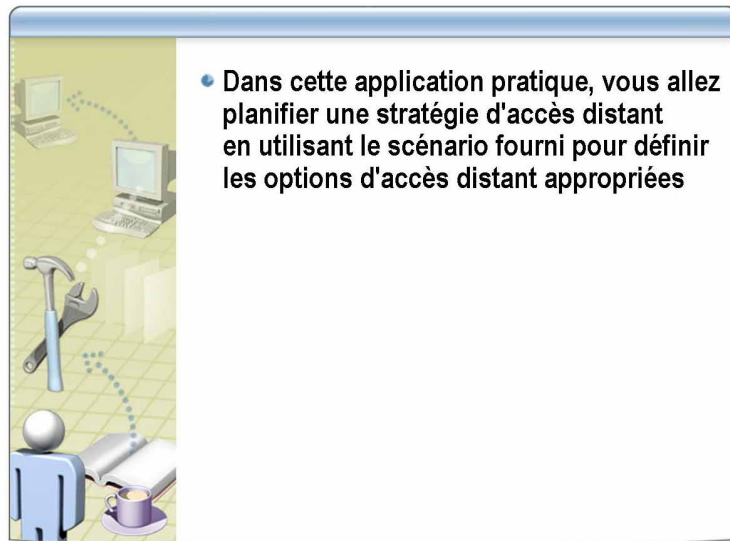 Dans cette application pratique, vous allez
planifier une stratégie d'accès distant
en utilisant le scénario fourni pour définir
les options d'accès distant appropriées